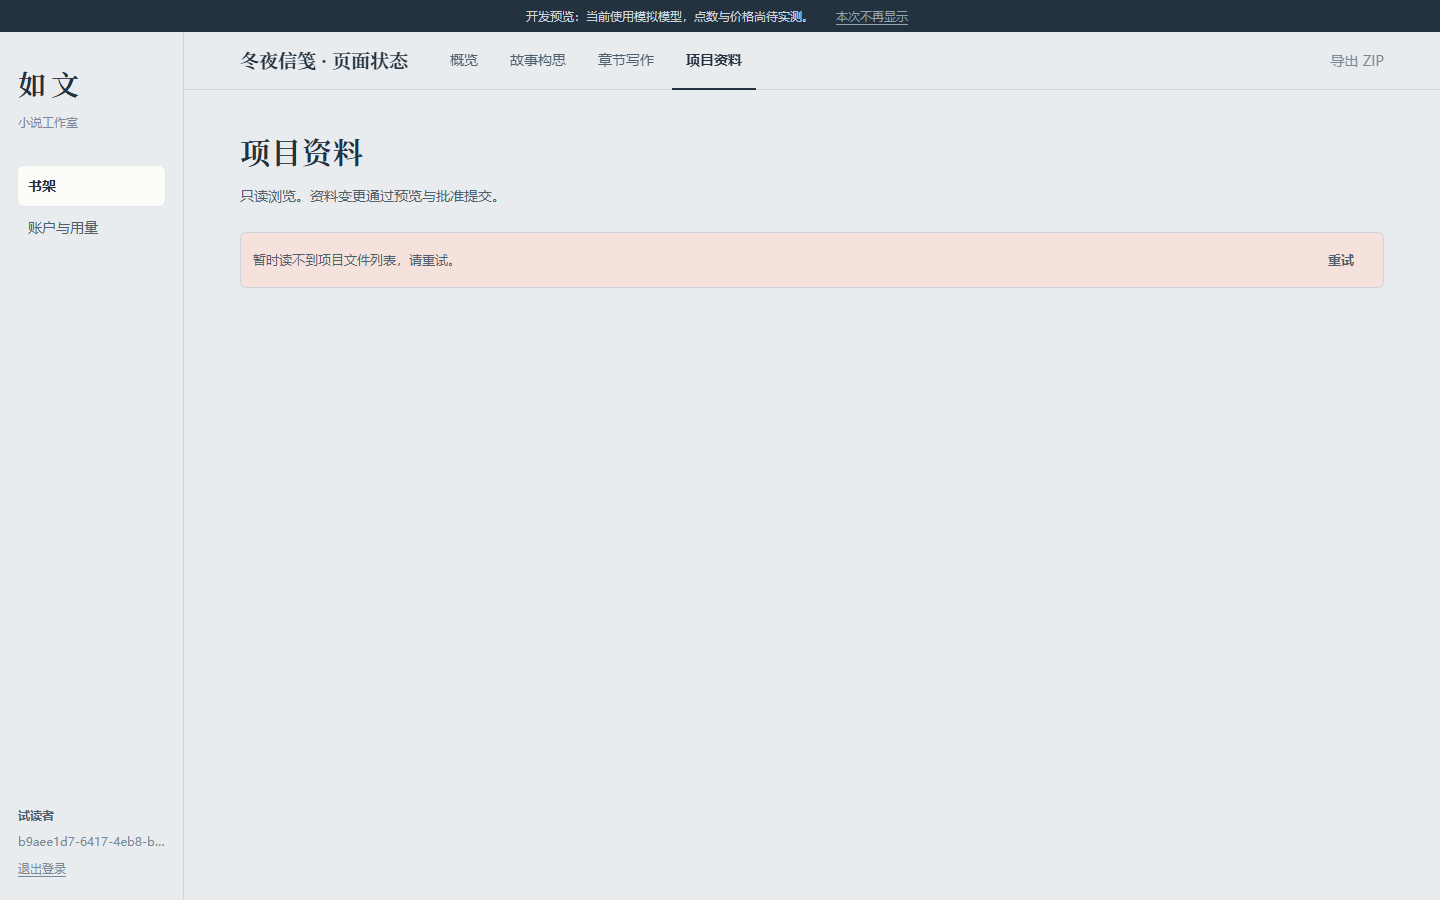 开发预览：当前使用模拟模型，点数与价格尚待实测。 本次不再显示
如文
小说工作室
书架
账户与用量
冬夜信笺 · 页面状态 概览 故事构思 章节写作 项目资料 导出 ZIP
项目资料
只读浏览。资料变更通过预览与批准提交。
暂时读不到项目文件列表，请重试。 重试
试读者
b9aee1d7-6417-4eb8-b...
退出登录